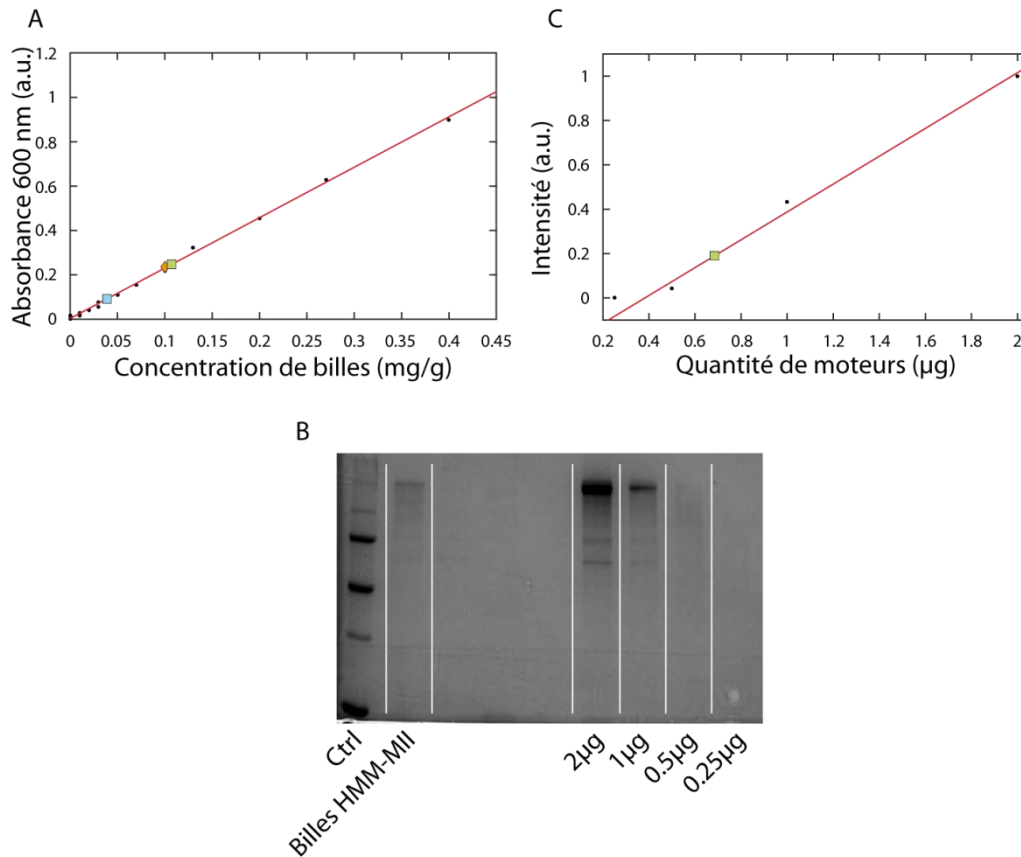 A
Absorbance 600 nm (a.u.)
1.2
1
0.8
0.6
0.4
0.2
0
0 0.05 0.1 0.15 0.2 0.25 0.3 0.35 0.4 0.45
Concentration de billes (mg/g)
C
Intensité (a.u.)
1
0.8
0.6
0.4
0.2
0
0.2 0.4 0.6 0.8 1 1.2 1.4 1.6 1.8 2
Quantité de moteurs (µg)
B
Ctrl
Billes HMM-MII
2µg
1µg
0.5µg
0.25µg